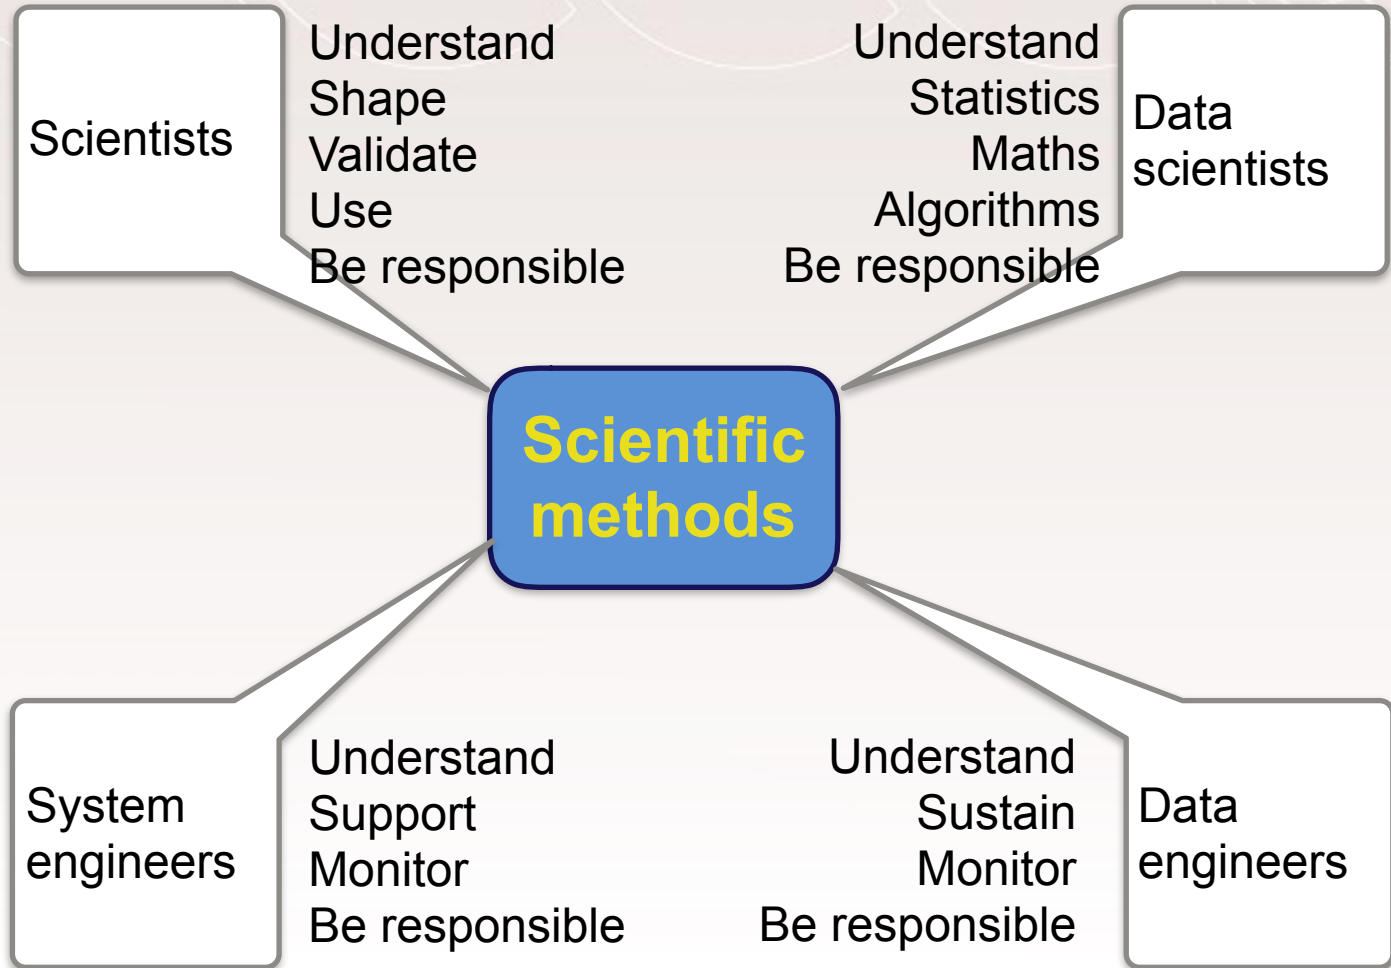 Scientists
Understand
Shape
Validate
Use
Be responsible
Understand
Statistics
Maths
Algorithms
Be responsible
Data
scientists
Scientific
methods
System
engineers
Understand
Support
Monitor
Be responsible
Understand
Sustain
Monitor
Be responsible
Data
engineers